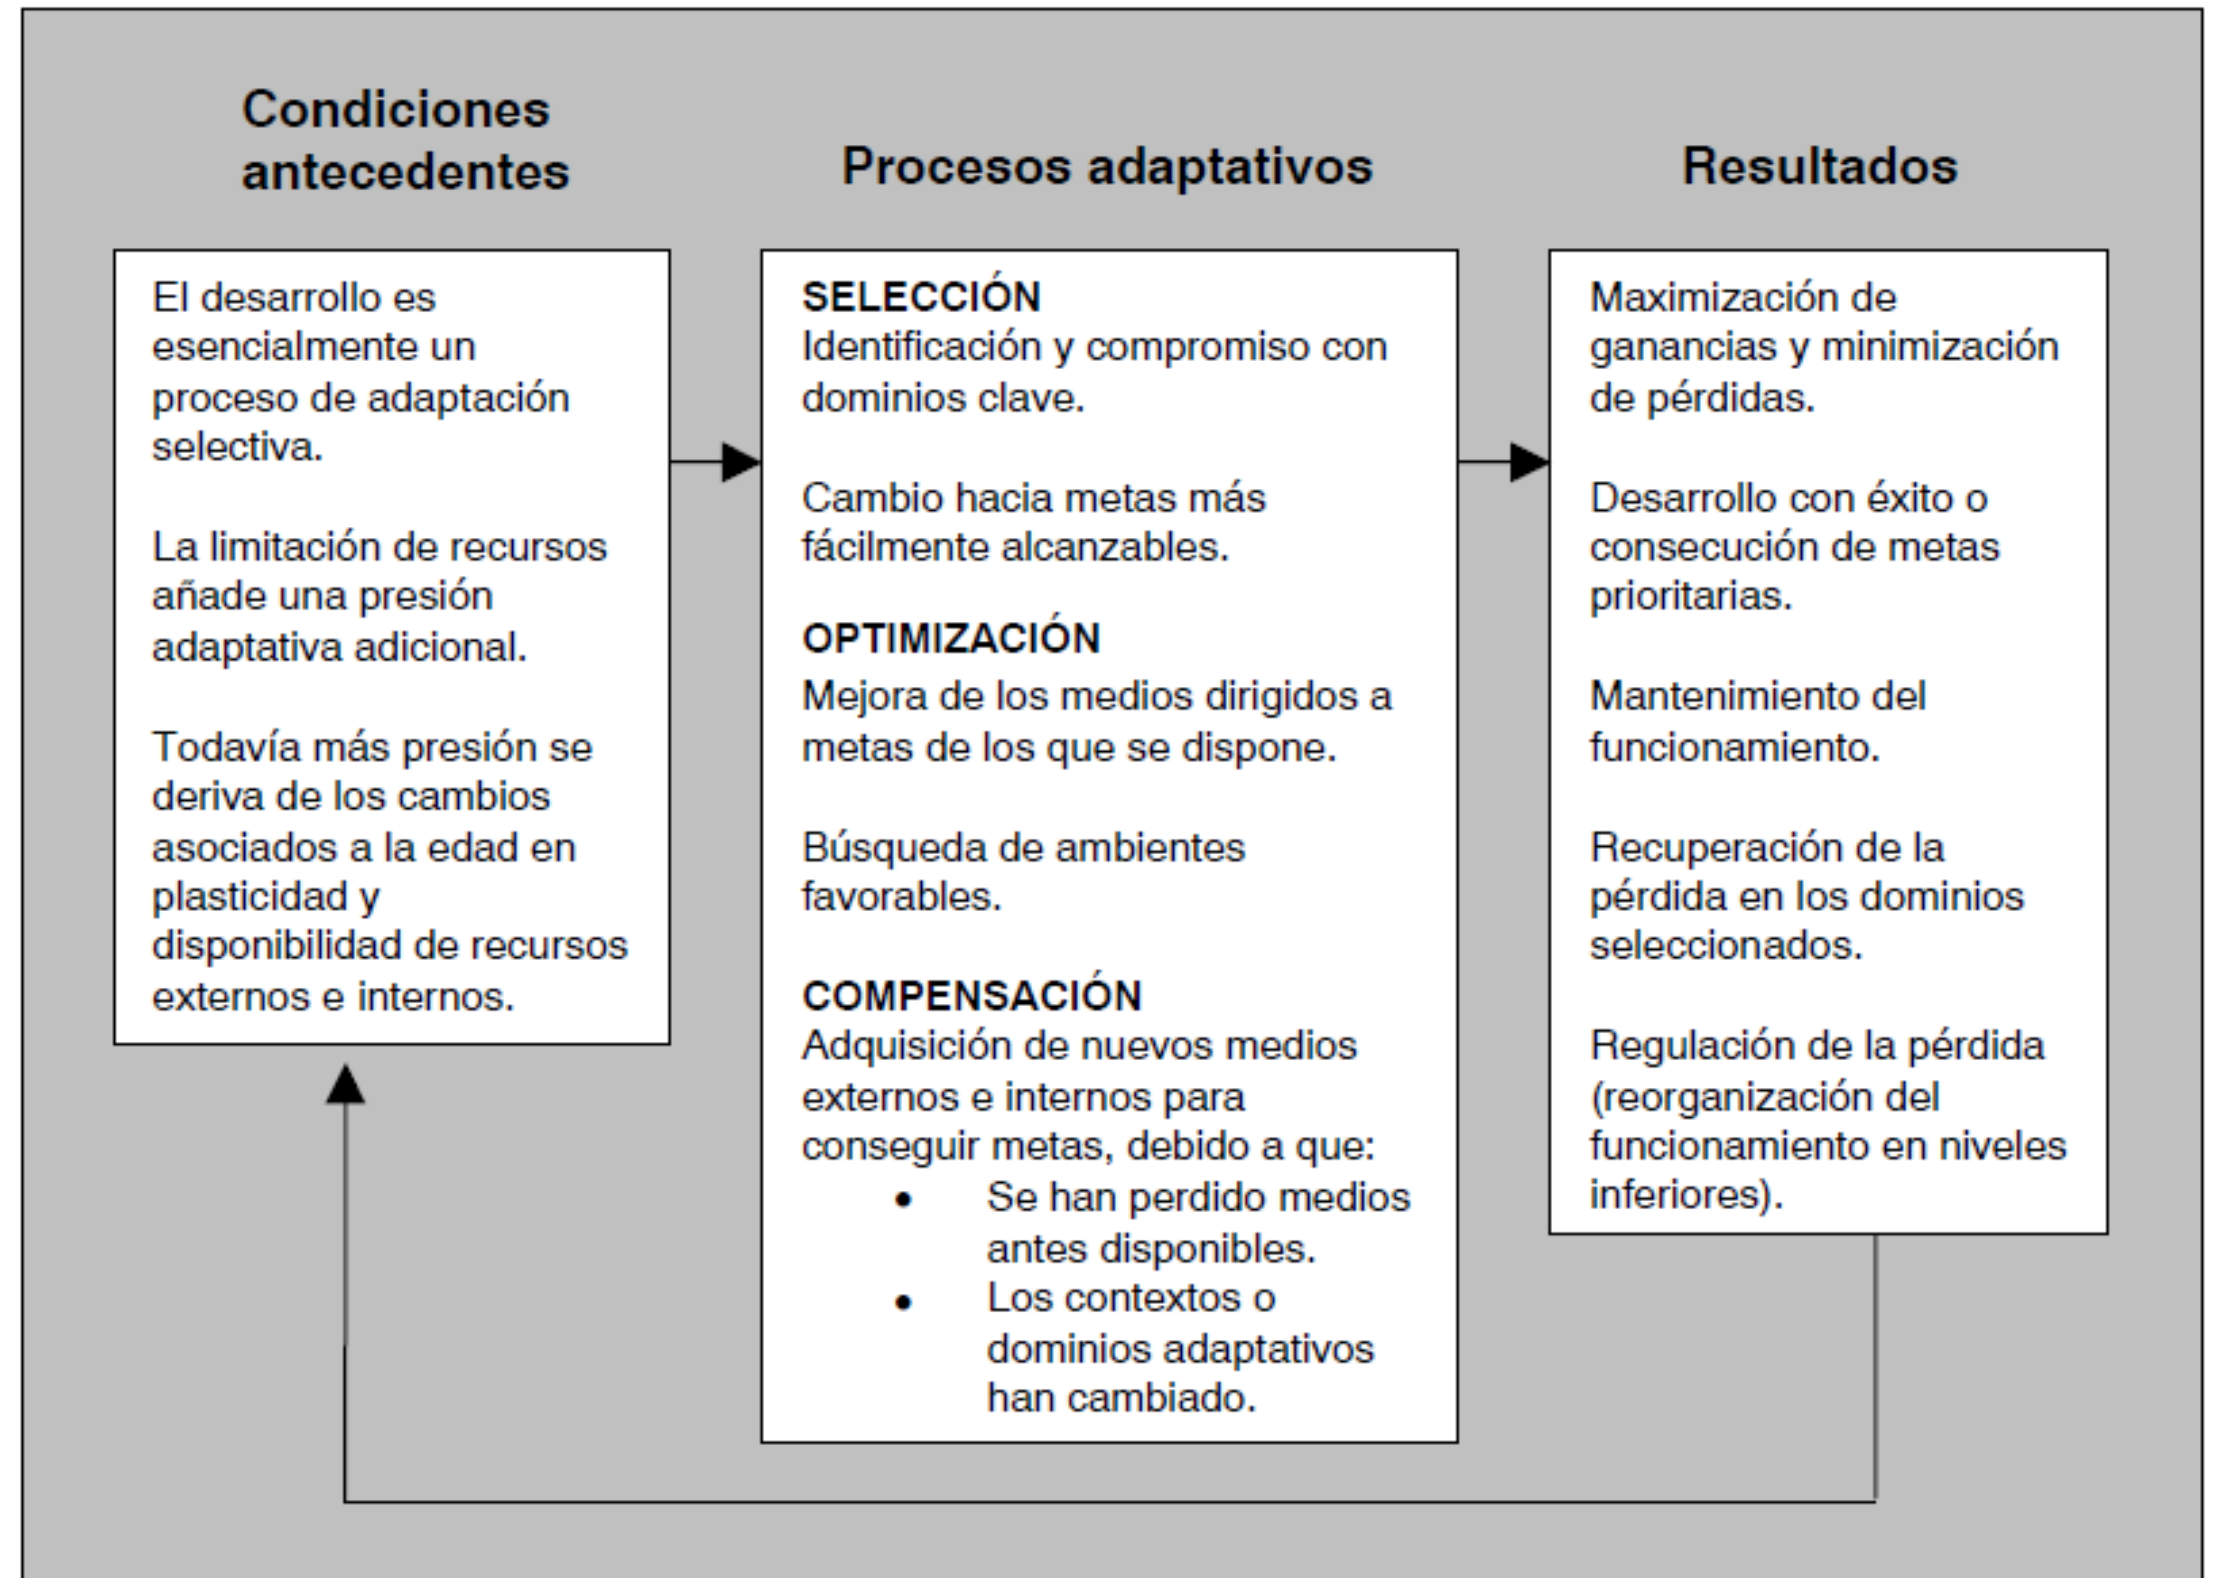 Condiciones
antecedentes
Procesos adaptativos
Resultados
El desarrollo es
esencialmente un
proceso de adaptación
selectiva.
La limitación de recursos
añade una presión
adaptativa adicional.
Todavía más presión se
deriva de los cambios
asociados a la edad en
plasticidad y
disponibilidad de recursos
externos e internos.
SELECCIÓN
Identificación y compromiso con
dominios clave.
Cambio hacia metas más
fácilmente alcanzables.
OPTIMIZACIÓN
Mejora de los medios dirigidos a
metas de los que se dispone.
Búsqueda de ambientes
favorables.
COMPENSACIÓN
Adquisición de nuevos medios
externos e internos para
conseguir metas, debido a que:
• Se han perdido medios
antes disponibles.
• Los contextos o
dominios adaptativos
han cambiado.
Maximización de
ganancias y minimización
de pérdidas.
Desarrollo con éxito o
consecución de metas
prioritarias.
Mantenimiento del
funcionamiento.
Recuperación de la
pérdida en los dominios
seleccionados.
Regulación de la pérdida
(reorganización del
funcionamiento en niveles
inferiores).